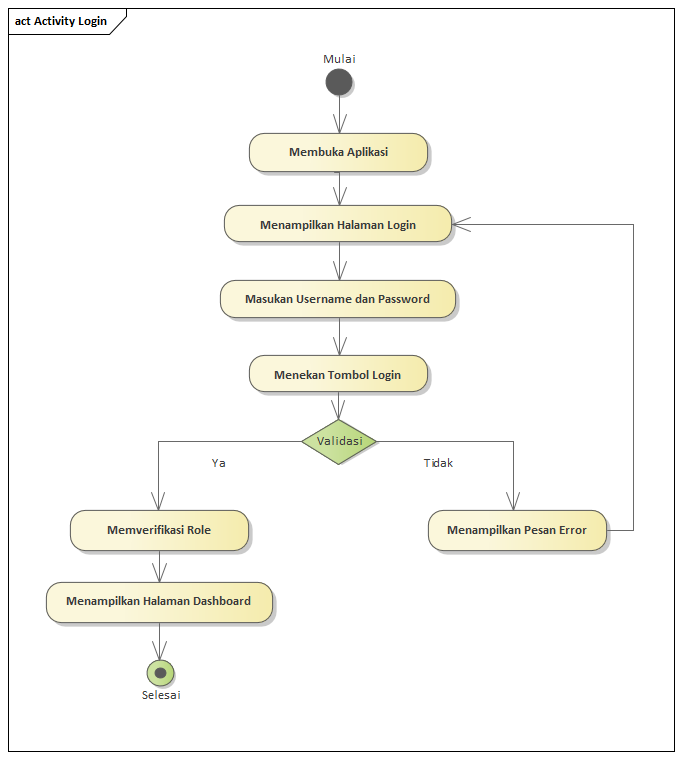 act Activity Login
Mulai
Membuka Aplikasi
Menampilkan Halaman Login
Masukan Username dan Password
Menekan Tombol Login
Validasi
Ya
Tidak
Memverifikasi Role
Menampilkan Pesan Error
Menampilkan Halaman Dashboard
Selesai